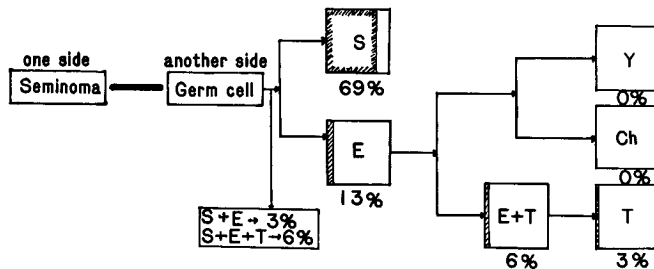 one side
Seminoma
another side
Germ cell
S
69%
E
13%
S+E→3%
S+E+T→6%
Y
0%
Ch
0%
E+T
6%
T
3%